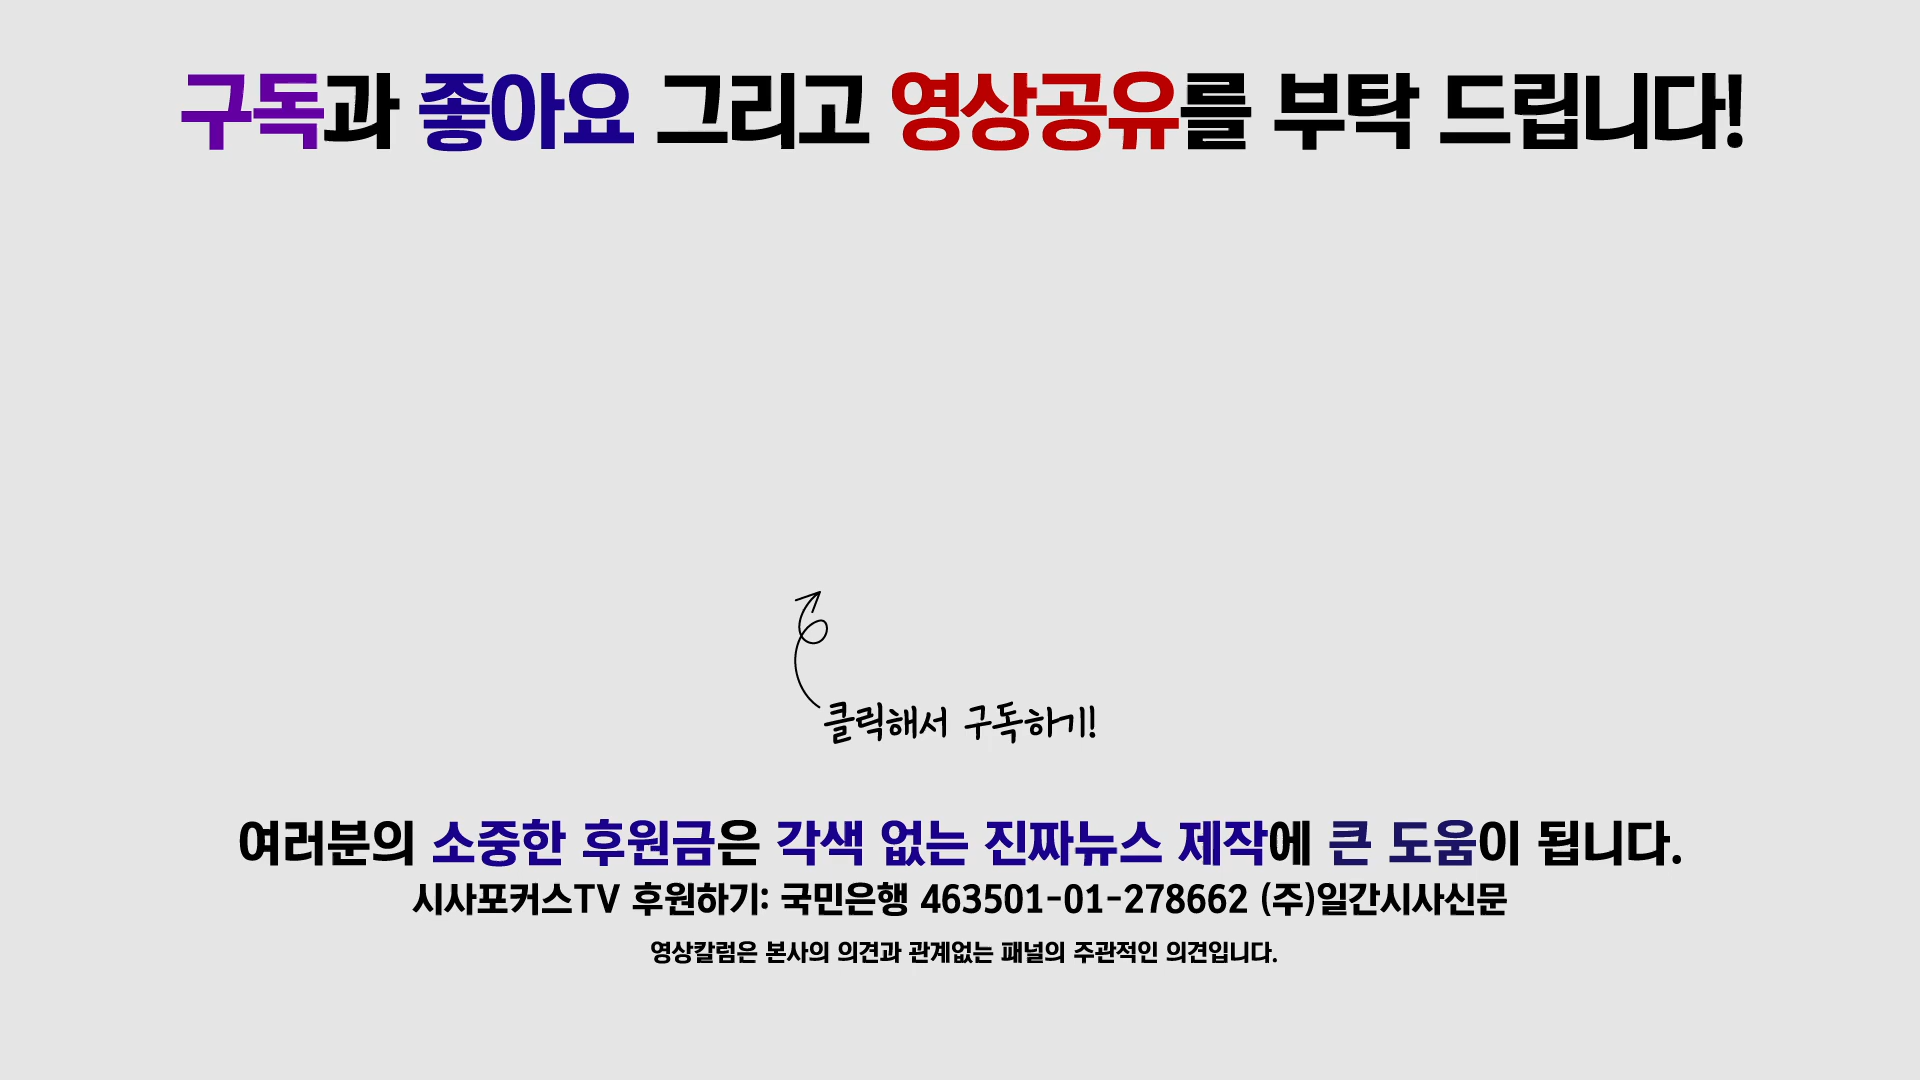 구독과 좋아요 그리고 영상공유를 부탁 드립니다!
클릭해서 구독하기!
여러분의 소중한 후원금은 각색 없는 진짜뉴스 제작에 큰 도움이 됩니다.
시사포커스TV 후원하기: 국민은행 463501-01-278662 (주)일간시사신문
영상칼럼은 본사의 의견과 관계없는 패널의 주관적인 의견입니다.